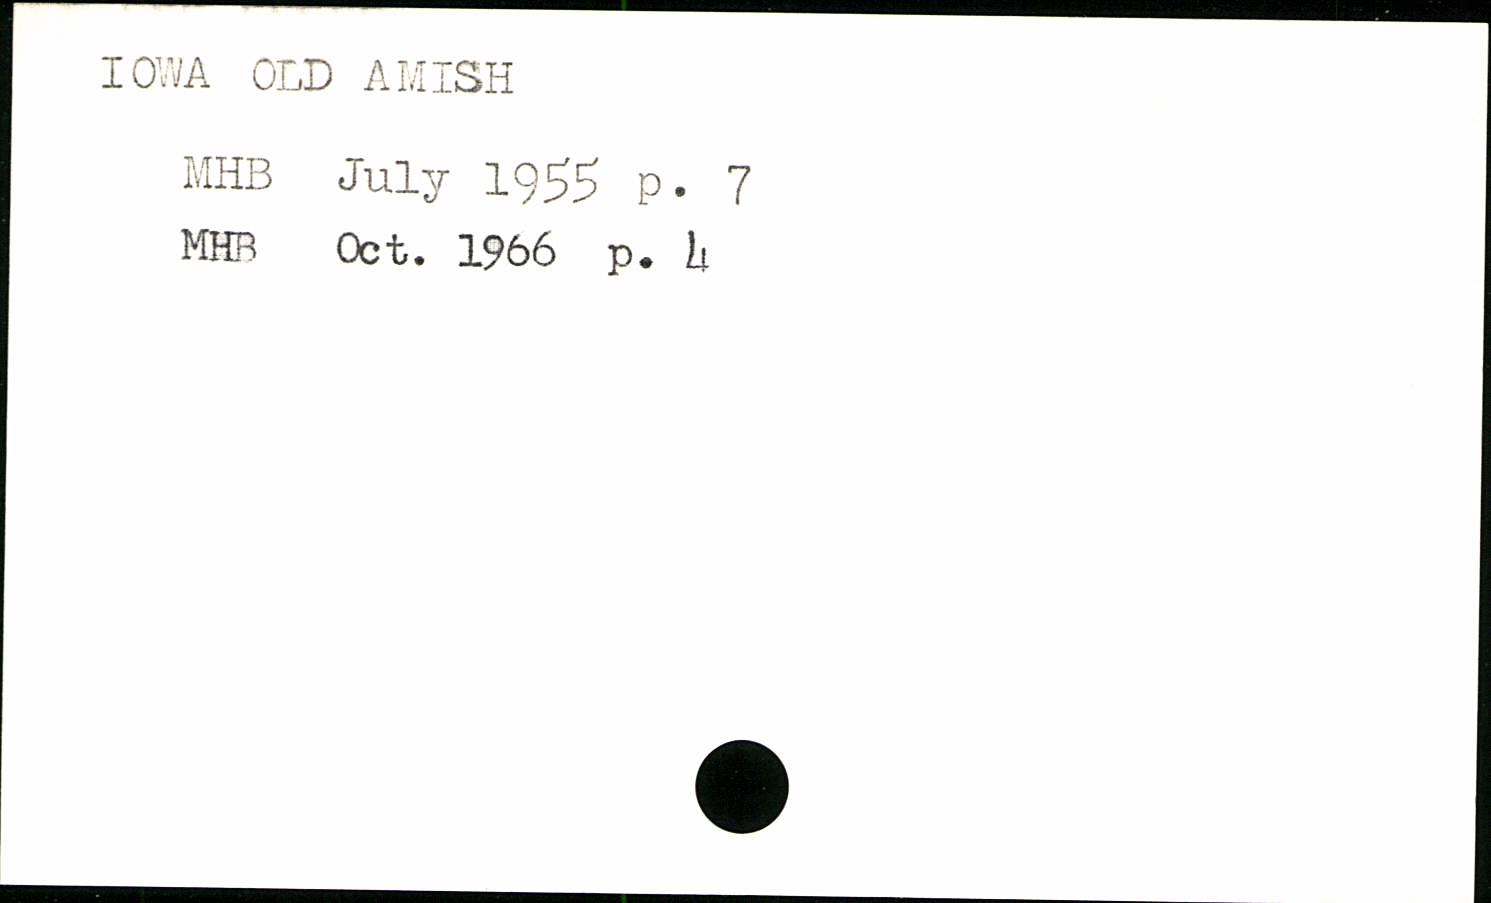 IOWA OLD AMISH
MHB July 1955 p. 7
MHB Oct. 1966 p. 4